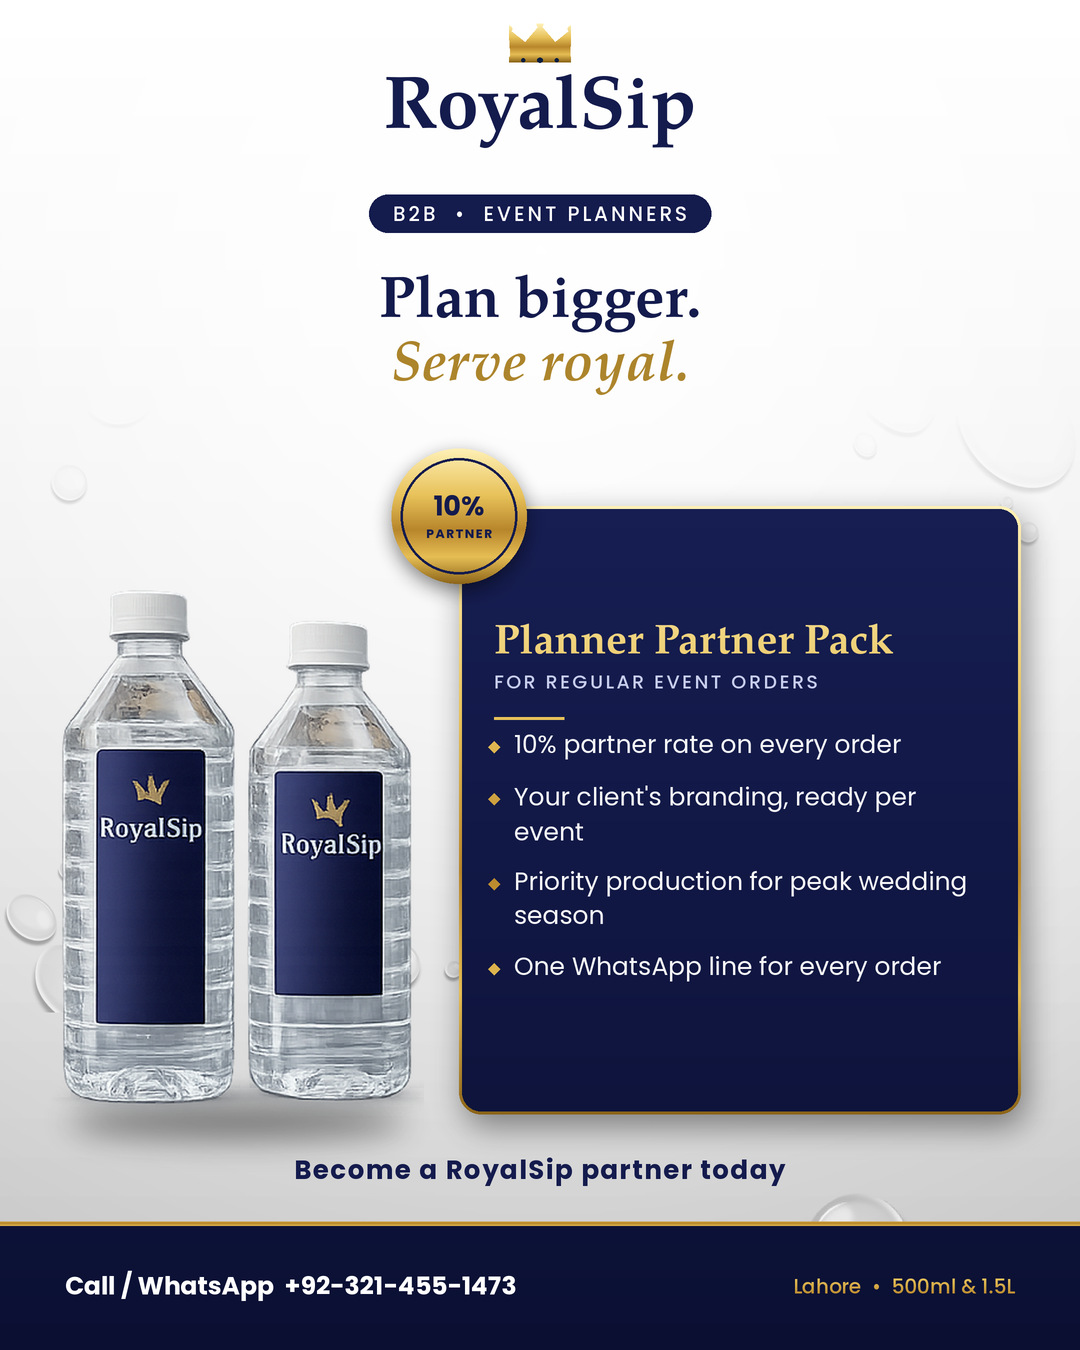 RoyalSip
B2B • EVENT PLANNERS
Plan bigger.
Serve royal.
10%
PARTNER
Planner Partner Pack
FOR REGULAR EVENT ORDERS
10% partner rate on every order
Your client's branding, ready per
event
Priority production for peak wedding
season
One WhatsApp line for every order
RoyalSip
RoyalSip
Become a RoyalSip partner today
Call / WhatsApp +92-321-455-1473
Lahore • 500ml & 1.5L